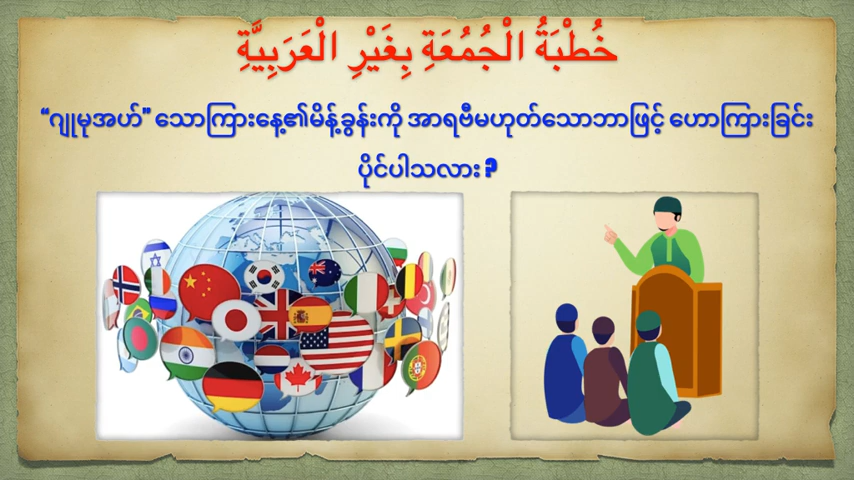 خُطْبَةُ الْجُمُعَةِ بِغَيْرِ الْعَرَبِيَّةِ
“ဂျုမုအဟ်” သောကြားနေ့၏မိန့်ခွန်းကို အာရဗီမဟုတ်သောဘာဖြင့် ဟောကြားခြင်း
ပိုင်ပါသလား ?